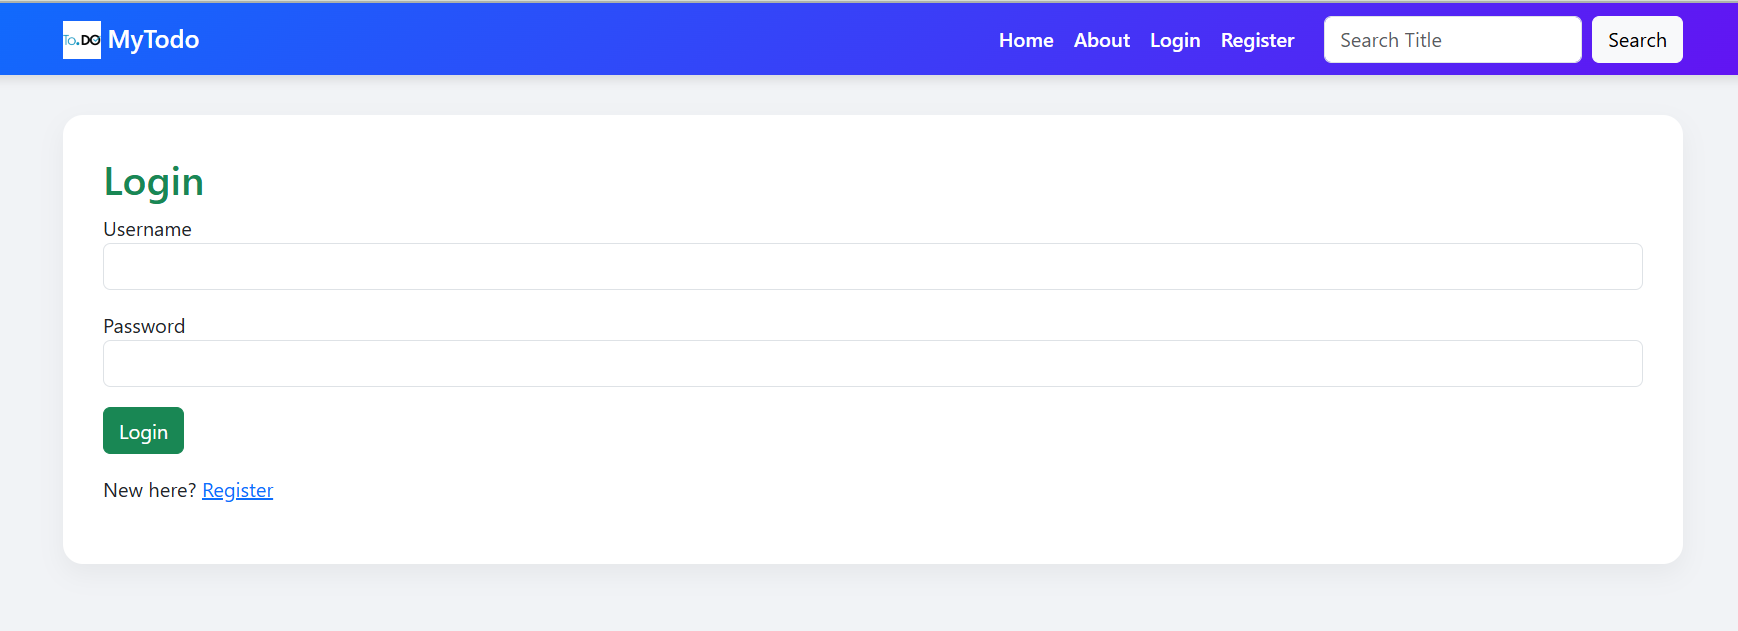 To.DO MyTodo Home About Login Register Search Title Search
Login
Username
Password
Login
New here? Register